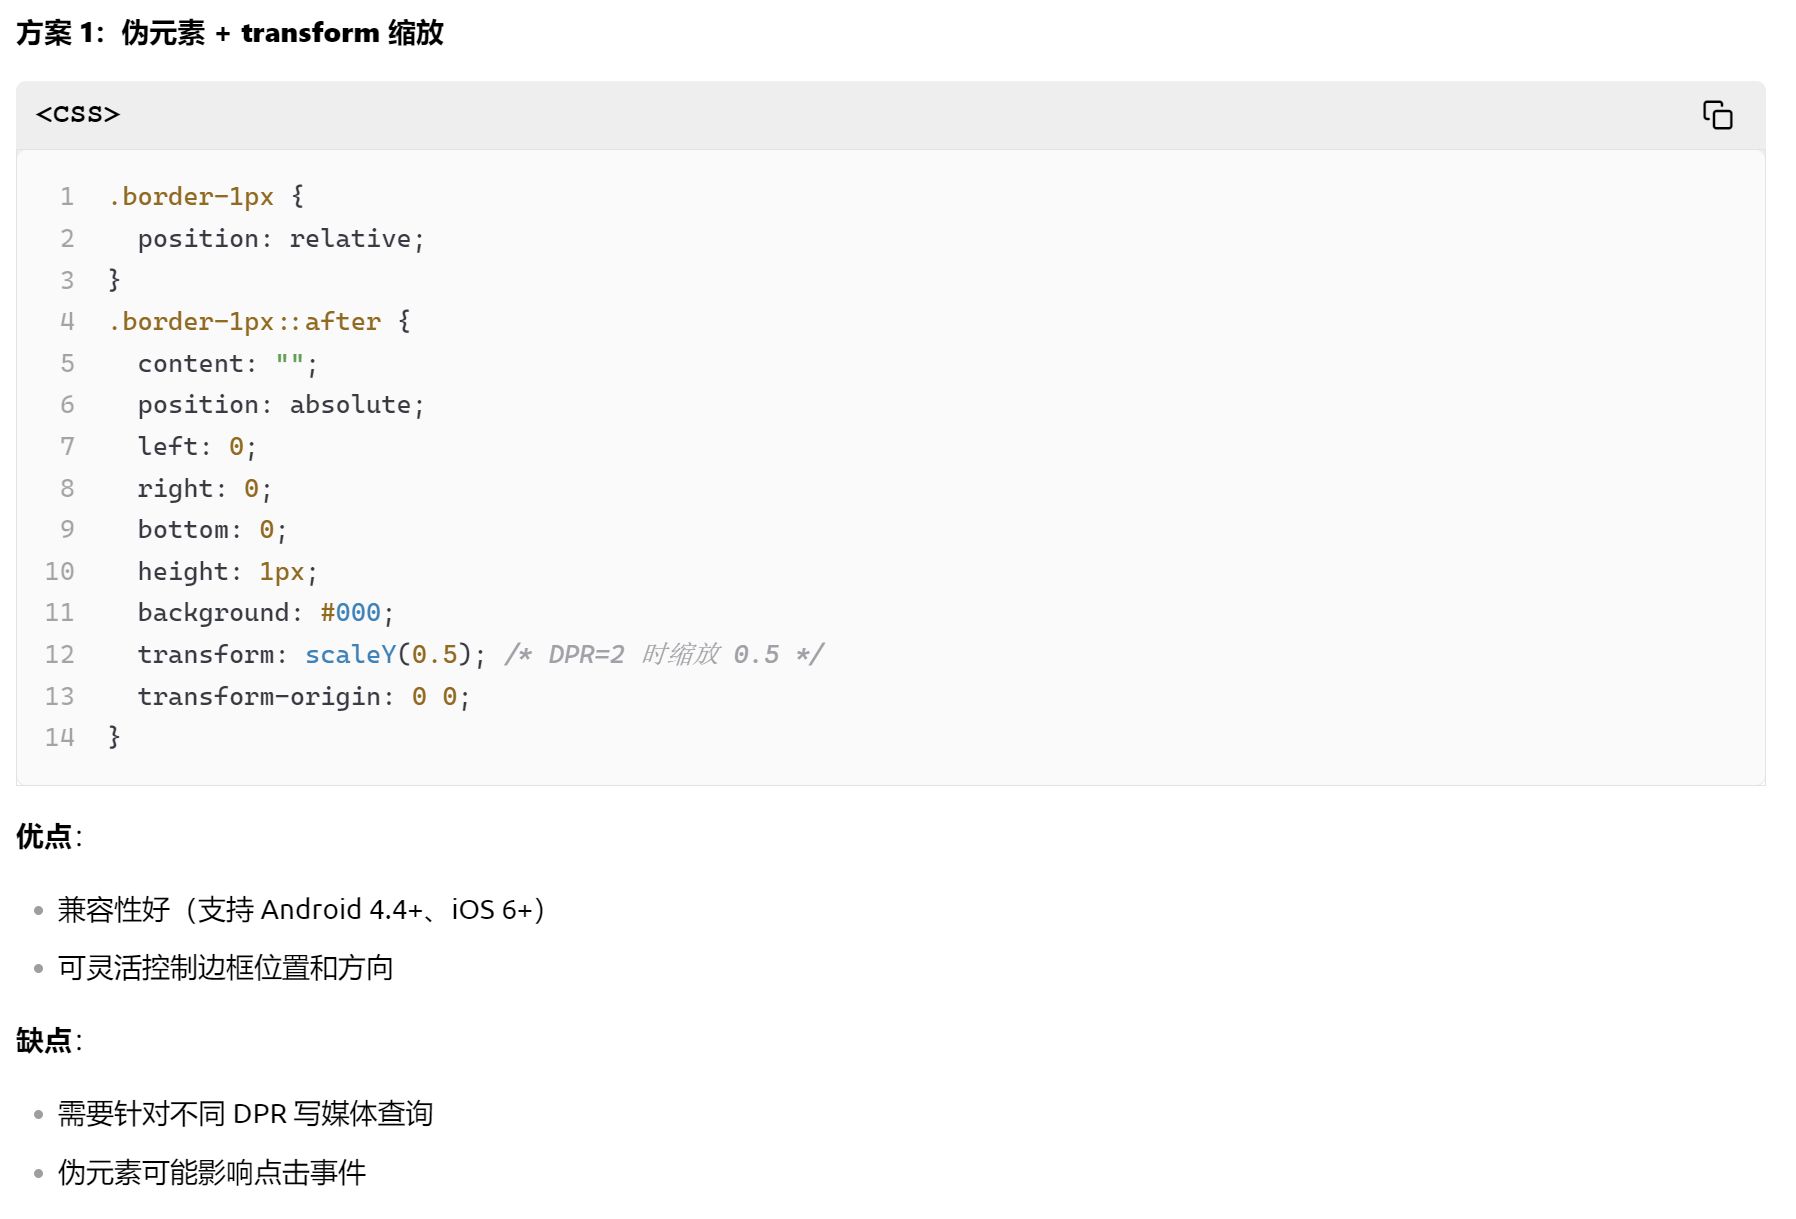 方案 1：伪元素 + transform 缩放
<CSS>
1 .border-1px {
2   position: relative;
3 }
4 .border-1px::after {
5   content: "";
6   position: absolute;
7   left: 0;
8   right: 0;
9   bottom: 0;
10   height: 1px;
11   background: #000;
12   transform: scaleY(0.5); /* DPR=2 时缩放 0.5 */
13   transform-origin: 0 0;
14 }
优点：
• 兼容性好（支持 Android 4.4+、iOS 6+）
• 可灵活控制边框位置和方向
缺点：
• 需要针对不同 DPR 写媒体查询
• 伪元素可能影响点击事件